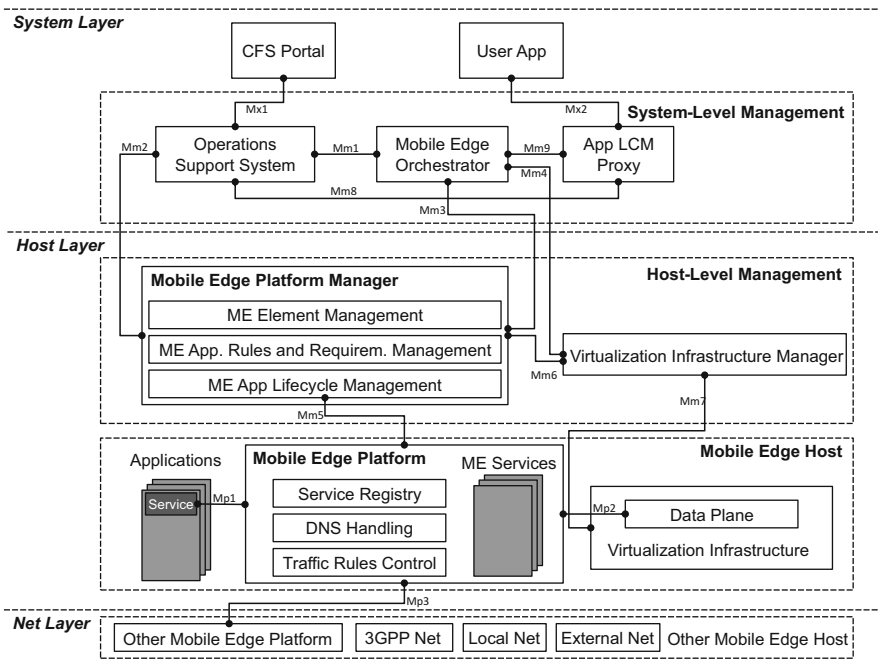 System Layer
CFS Portal
User App
Mx1
Mx2
System-Level Management
Mm2
Operations
Support System
Mm1
Mobile Edge
Orchestrator
Mm9
Mm4
App LCM
Proxy
Mm8
Mm3
Host Layer
Mobile Edge Platform Manager
Host-Level Management
ME Element Management
ME App. Rules and Requirem. Management
Virtualization Infrastructure Manager
Mm6
ME App Lifecycle Management
Mm7
Mm5
Mobile Edge Host
Applications
Mobile Edge Platform
ME Services
Service
Mp1
Service Registry
DNS Handling
Traffic Rules Control
Mp2
Data Plane
Virtualization Infrastructure
Mp3
Net Layer
Other Mobile Edge Platform
3GPP Net
Local Net
External Net
Other Mobile Edge Host